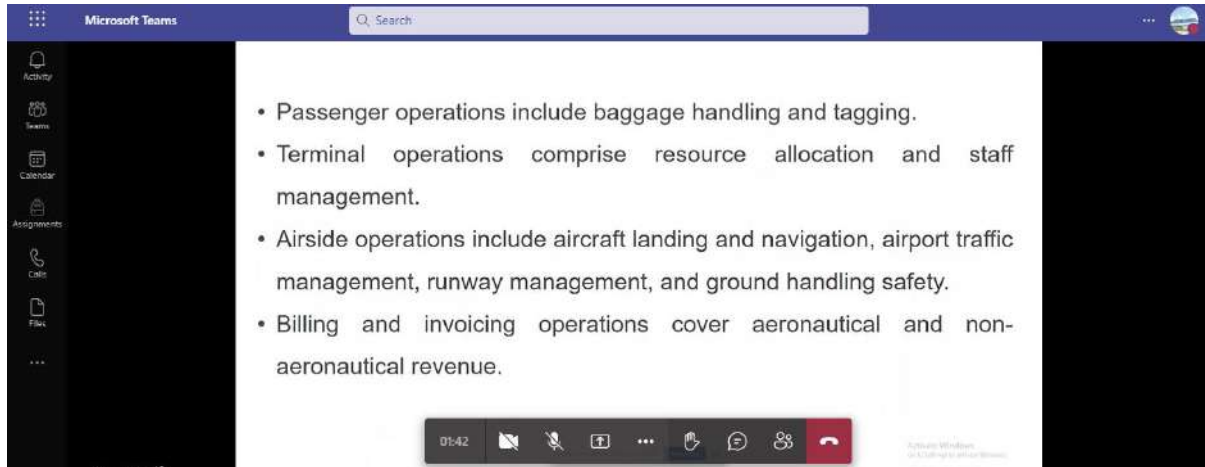 Microsoft Teams
Search
Activity
Teams
Calendar
Assignments
Calls
Files
• Passenger operations include baggage handling and tagging.
• Terminal operations comprise resource allocation and staff
management.
• Airside operations include aircraft landing and navigation, airport traffic
management, runway management, and ground handling safety.
• Billing and invoicing operations cover aeronautical and non-
aeronautical revenue.
01:42
Activate Windows